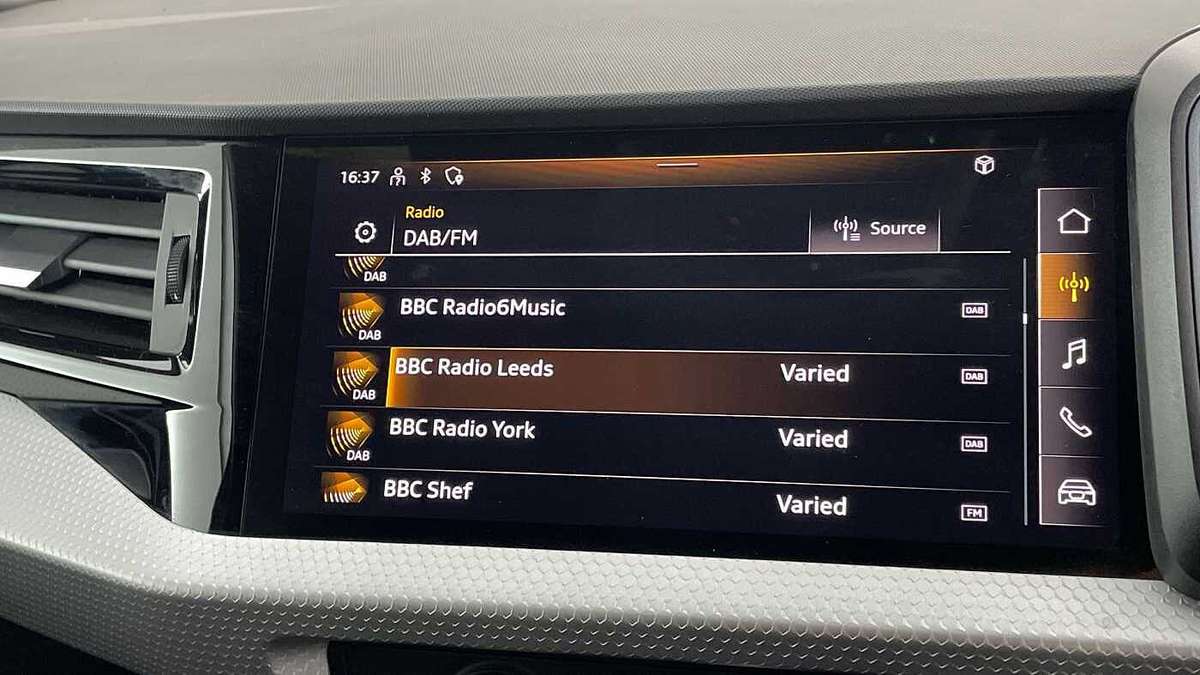 16:37
Radio
DAB/FM
Source
DAB
BBC Radio6Music
DAB
DAB
BBC Radio Leeds
Varied
DAB
DAB
BBC Radio York
Varied
DAB
DAB
BBC Shef
Varied
FM